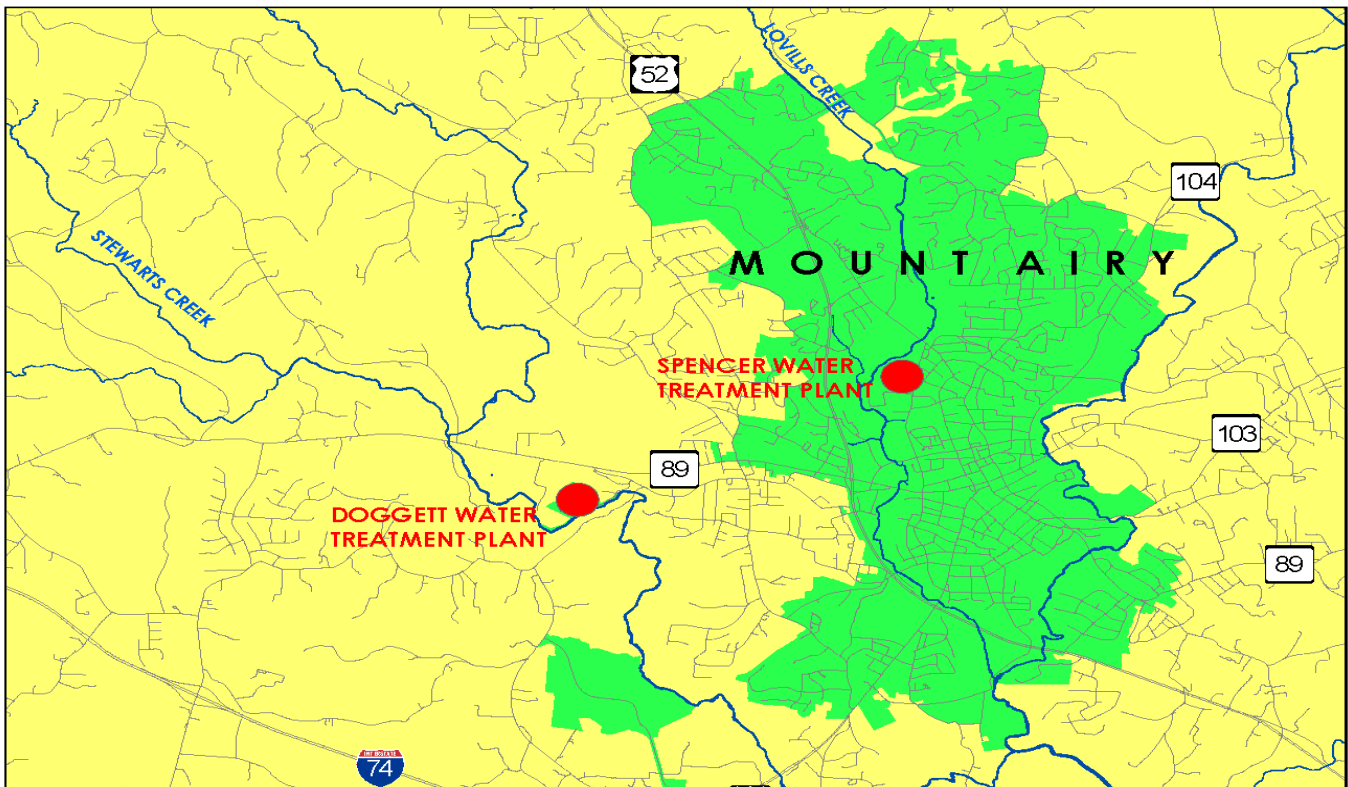 LOVILLS CREEK
52
104
STEWARTS CREEK
MOUNT AIRY
SPENCER WATER
TREATMENT PLANT
103
89
DOGGETT WATER
TREATMENT PLANT
89
INTERSTATE
74